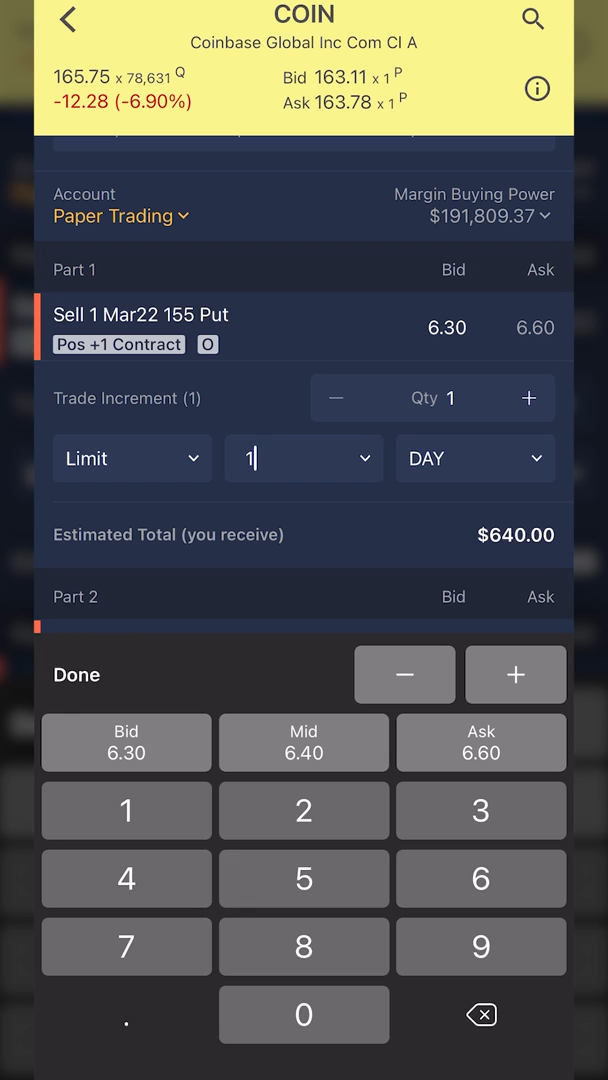 COIN
Coinbase Global Inc Com Cl A
165.75 x 78,631 Q
Bid 163.11 x 1 P
-12.28 (-6.90%)
Ask 163.78 x 1 P
Account
Margin Buying Power
Paper Trading
$191,809.37
Part 1 Bid Ask
Sell 1 Mar22 155 Put 6.30 6.60
Pos +1 Contract O
Trade Increment (1) − Qty 1 +
Limit 1 DAY
Estimated Total (you receive) $640.00
Part 2 Bid Ask
Done − +
Bid Mid Ask
6.30 6.40 6.60
1 2 3
4 5 6
7 8 9
. 0